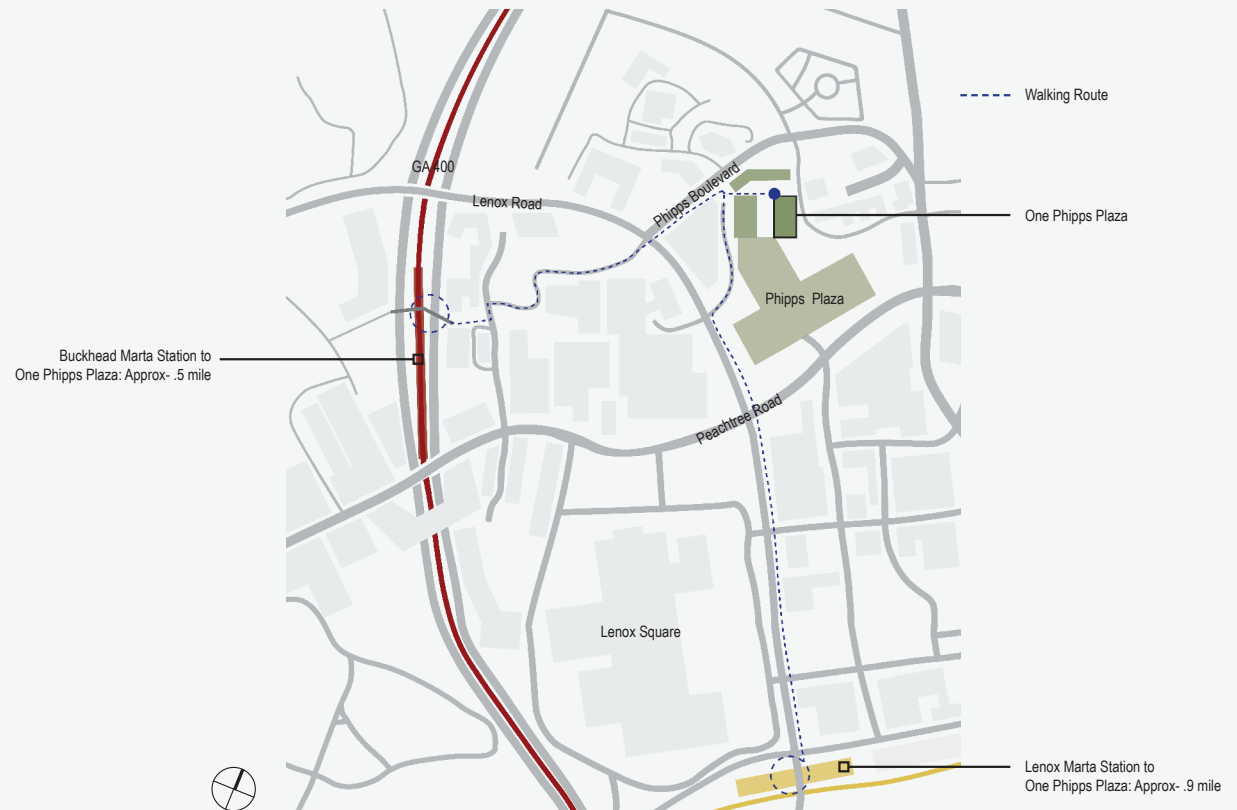 Walking Route
GA 400
Lenox Road
Phipps Boulevard
One Phipps Plaza
Phipps Plaza
Buckhead Marta Station to
One Phipps Plaza: Approx- .5 mile
Peachtree Road
Lenox Square
Lenox Marta Station to
One Phipps Plaza: Approx- .9 mile